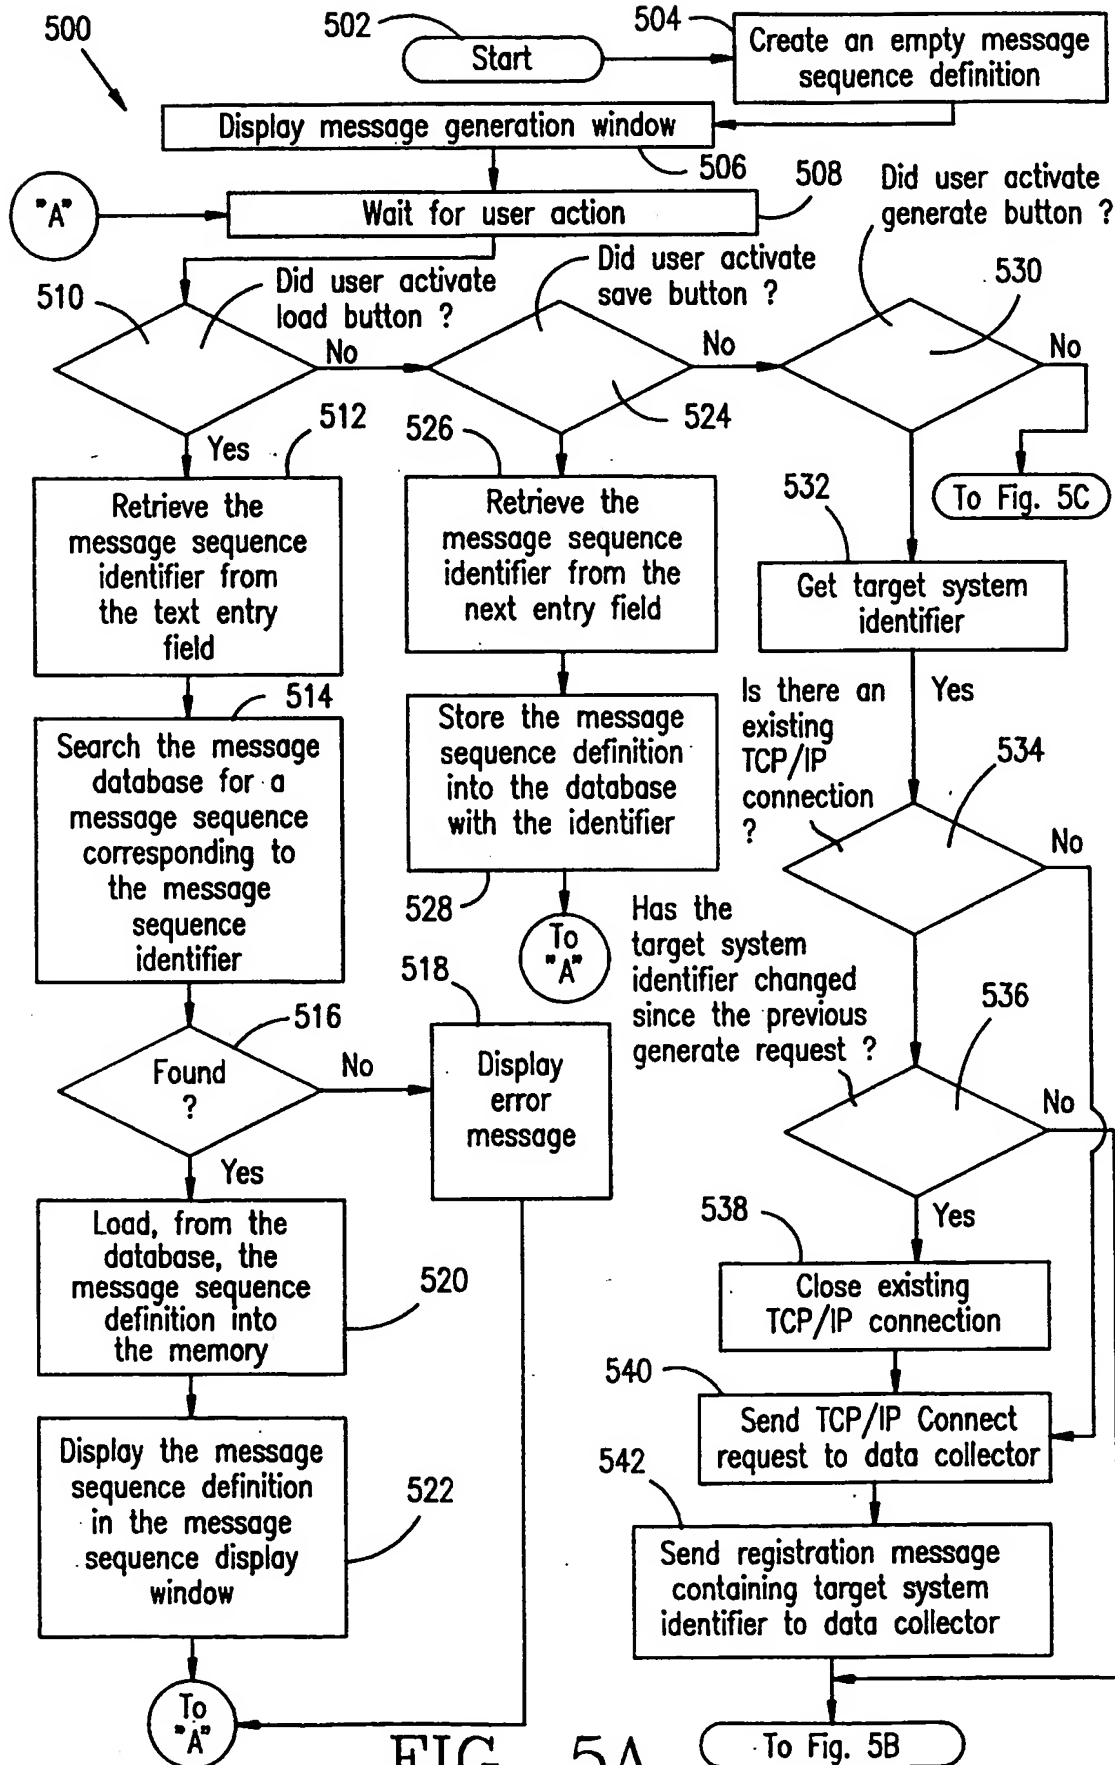 500
502
Start
504
Create an empty message
sequence definition
Display message generation window
506
"A"
Wait for user action
508
510
Did user activate
load button ?
No
Yes
Did user activate
save button ?
524
No
Did user activate
generate button ?
530
No
To Fig. 5C
512
Retrieve the
message sequence
identifier from
the text entry
field
514
Search the message
database for a
message sequence
corresponding to
the message
sequence
identifier
516
Found
?
No
Yes
518
Display
error
message
Load, from the
database, the
message sequence
definition into
the memory
520
Display the message
sequence definition
in the message
sequence display
window
522
To
"A"
526
Retrieve the
message sequence
identifier from the
next entry field
Store the message
sequence definition
into the database
with the identifier
528
To
"A"
532
Get target system
identifier
Yes
Is there an
existing
TCP/IP
connection
?
534
No
Has the
target system
identifier changed
since the previous
generate request ?
536
No
Yes
538
Close existing
TCP/IP connection
540
Send TCP/IP Connect
request to data collector
542
Send registration message
containing target system
identifier to data collector
To Fig. 5B
FIG. 5A